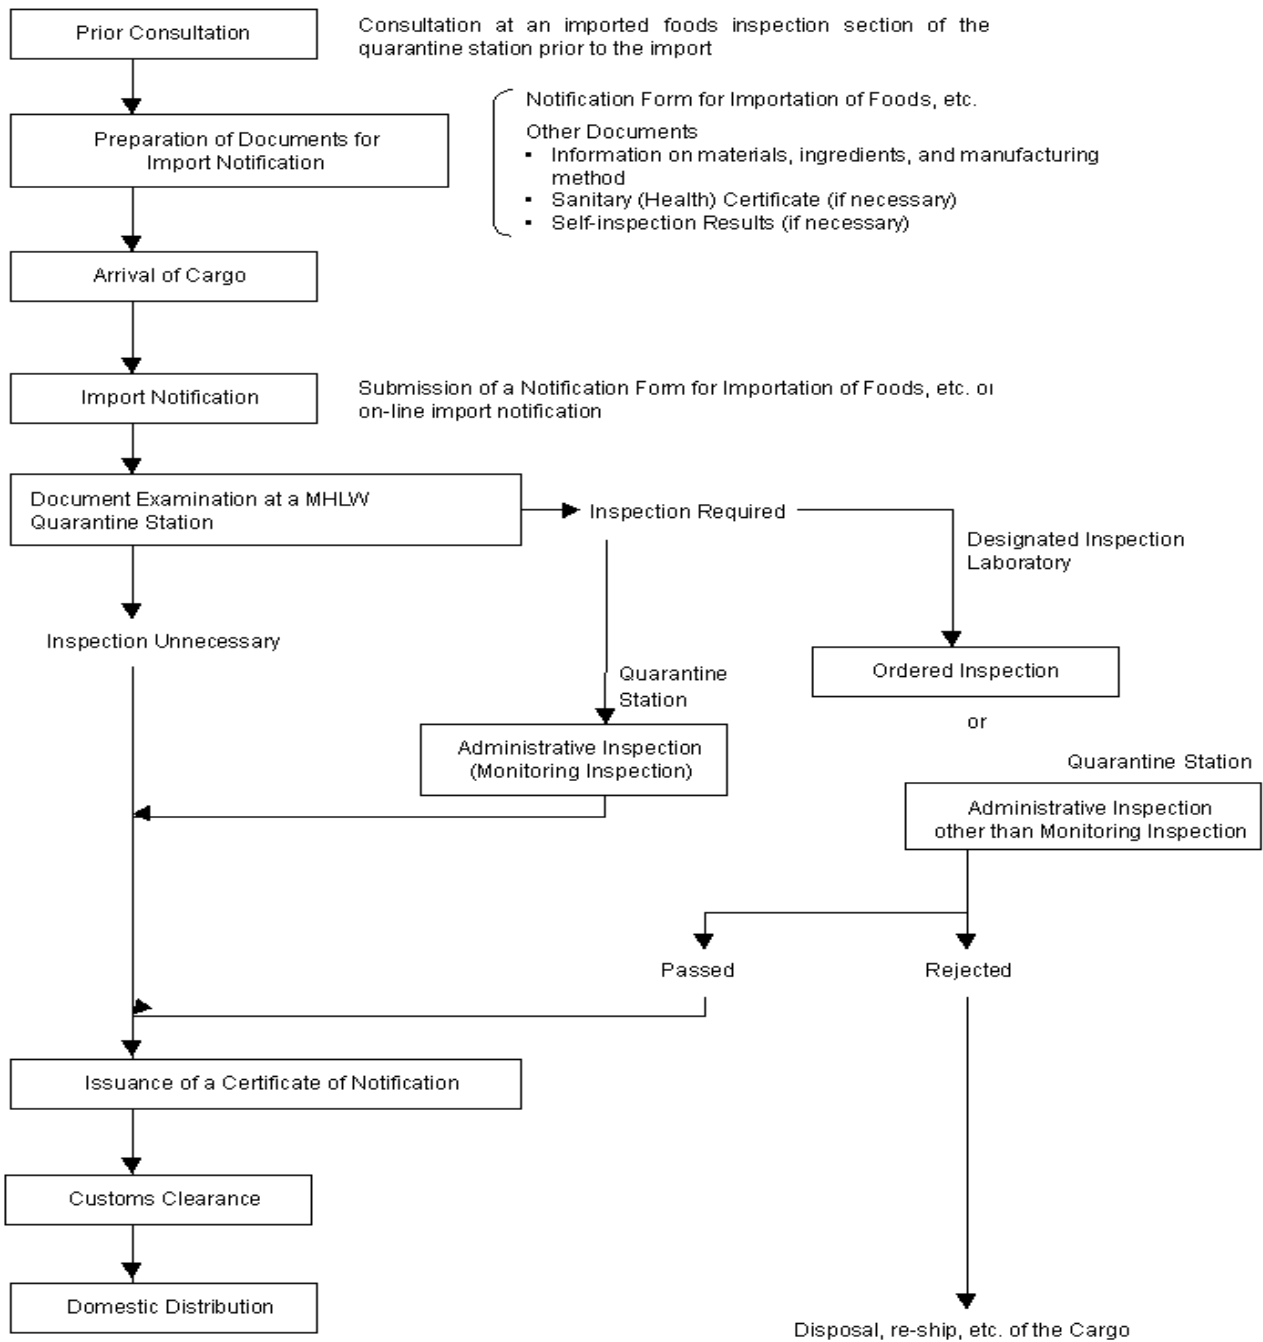 Prior Consultation
Consultation at an imported foods inspection section of the
quarantine station prior to the import
Notification Form for Importation of Foods, etc.
Other Documents
▪ Information on materials, ingredients, and manufacturing
method
▪ Sanitary (Health) Certificate (if necessary)
▪ Self-inspection Results (if necessary)
Preparation of Documents for
Import Notification
Arrival of Cargo
Import Notification
Submission of a Notification Form for Importation of Foods, etc. or
on-line import notification
Document Examination at a MHLW
Quarantine Station
Inspection Required
Designated Inspection
Laboratory
Inspection Unnecessary
Quarantine
Station
Ordered Inspection
or
Administrative Inspection
(Monitoring Inspection)
Quarantine Station
Administrative Inspection
other than Monitoring Inspection
Passed
Rejected
Issuance of a Certificate of Notification
Customs Clearance
Domestic Distribution
Disposal, re-ship, etc. of the Cargo